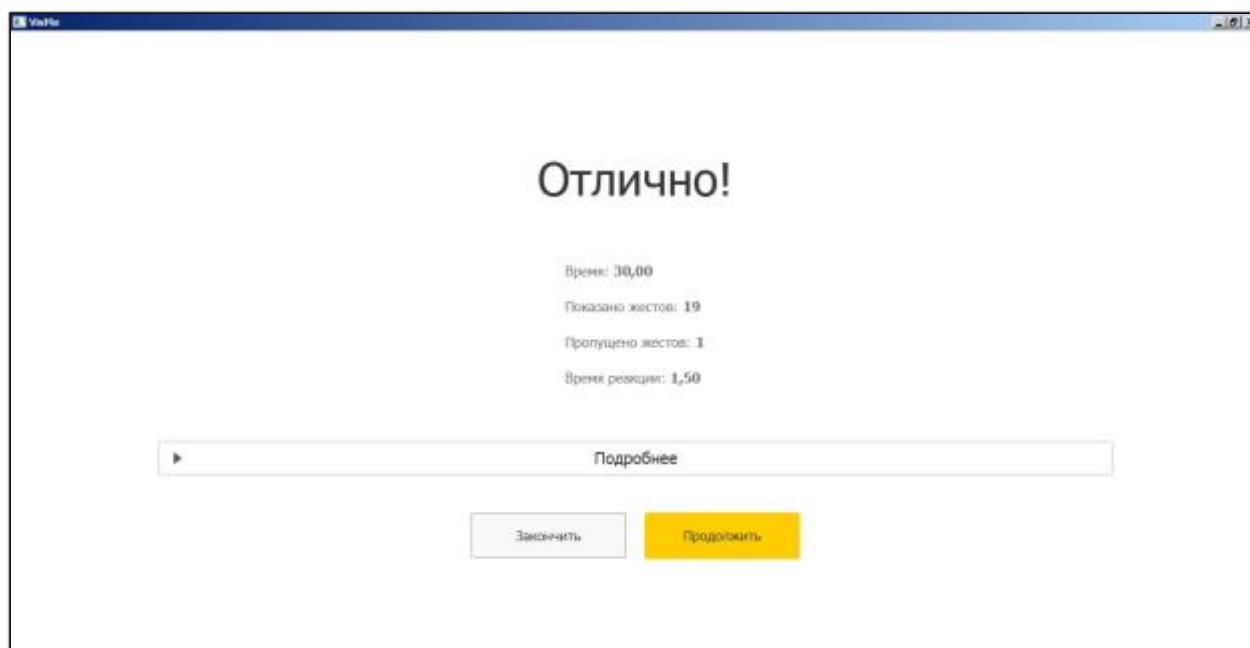 Отлично!
Время: 30,00
Показано жестов: 19
Пропущено жестов: 1
Время реакции: 1,50
Подробнее
Закончить
Продолжить